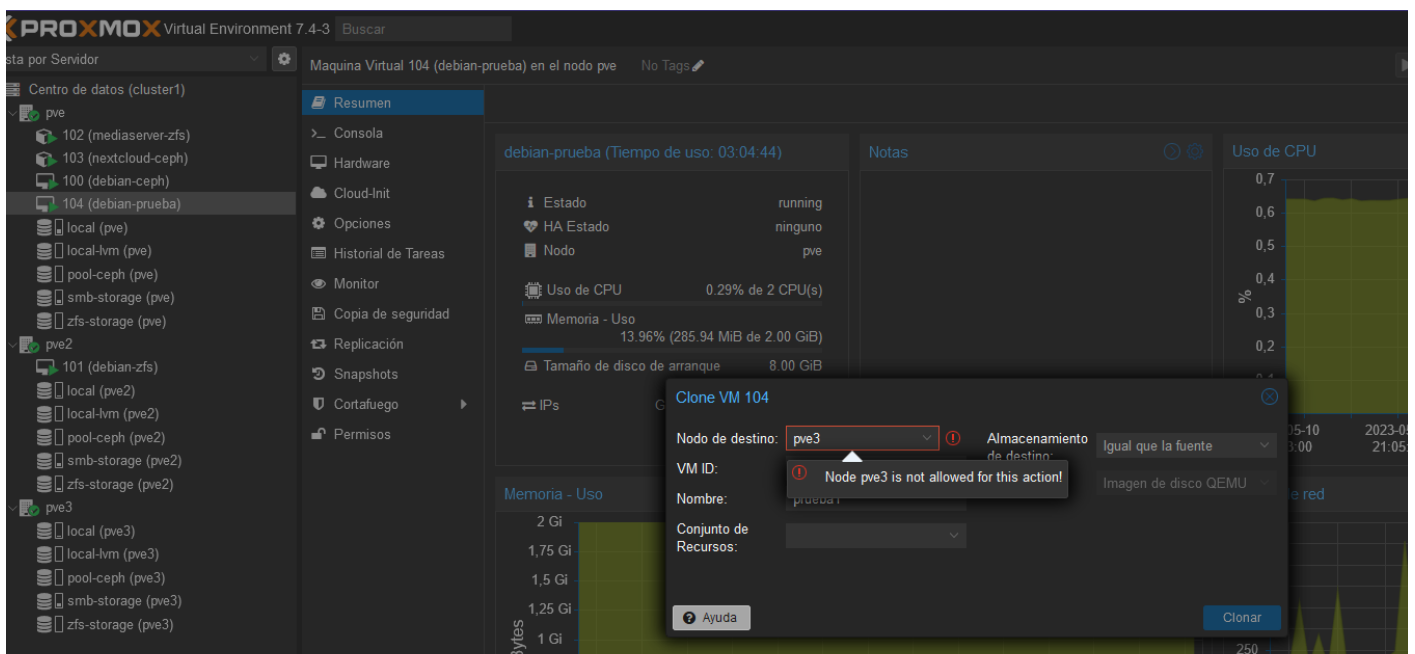 PROXMOX Virtual Environment 7.4-3 Buscar
sta por Servidor
Maquina Virtual 104 (debian-prueba) en el nodo pve No Tags
Centro de datos (cluster1)
pve
102 (mediaserver-zfs)
103 (nextcloud-ceph)
100 (debian-ceph)
104 (debian-prueba)
local (pve)
local-lvm (pve)
pool-ceph (pve)
smb-storage (pve)
zfs-storage (pve)
pve2
101 (debian-zfs)
local (pve2)
local-lvm (pve2)
pool-ceph (pve2)
smb-storage (pve2)
zfs-storage (pve2)
pve3
local (pve3)
local-lvm (pve3)
pool-ceph (pve3)
smb-storage (pve3)
zfs-storage (pve3)
Resumen
Consola
Hardware
Cloud-Init
Opciones
Historial de Tareas
Monitor
Copia de seguridad
Replicación
Snapshots
Cortafuego
Permisos
debian-prueba (Tiempo de uso: 03:04:44)
Estado running
HA Estado ninguno
Nodo pve
Uso de CPU 0.29% de 2 CPU(s)
Memoria - Uso
13.96% (285.94 MiB de 2.00 GiB)
Tamaño de disco de arranque 8.00 GiB
IPs G
Notas
Uso de CPU
0,7
0,6
0,5
0,4
0,3
0,2
%
05-10
3:00
2023-05
21:05:
Memoria - Uso
2 Gi
1,75 Gi
1,5 Gi
1,25 Gi
1 Gi
Bytes
e red
250
Clone VM 104
Nodo de destino: pve3
VM ID:
Nombre: prueba1
Conjunto de
Recursos:
Almacenamiento
de destino:
Igual que la fuente
Imagen de disco QEMU
Node pve3 is not allowed for this action!
Ayuda
Clonar